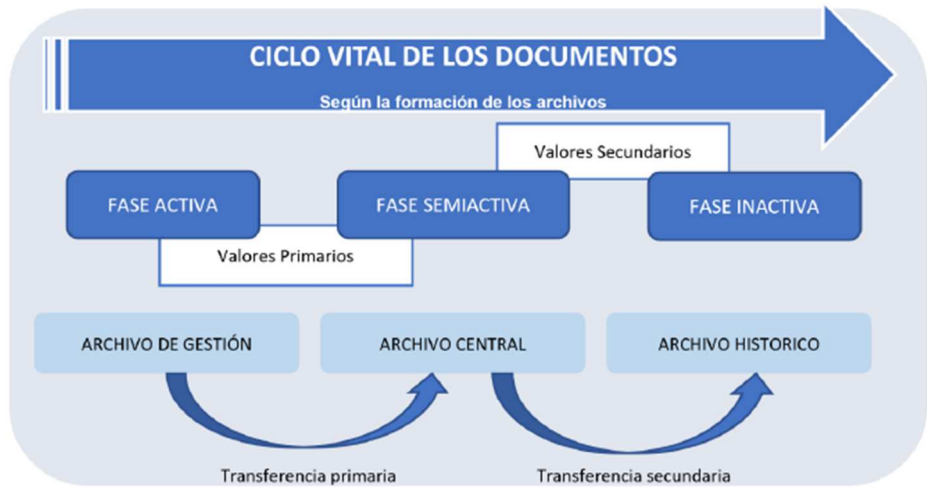 CICLO VITAL DE LOS DOCUMENTOS
Según la formación de los archivos
Valores Secundarios
FASE ACTIVA
FASE SEMIACTIVA
FASE INACTIVA
Valores Primarios
ARCHIVO DE GESTIÓN
ARCHIVO CENTRAL
ARCHIVO HISTORICO
Transferencia primaria
Transferencia secundaria